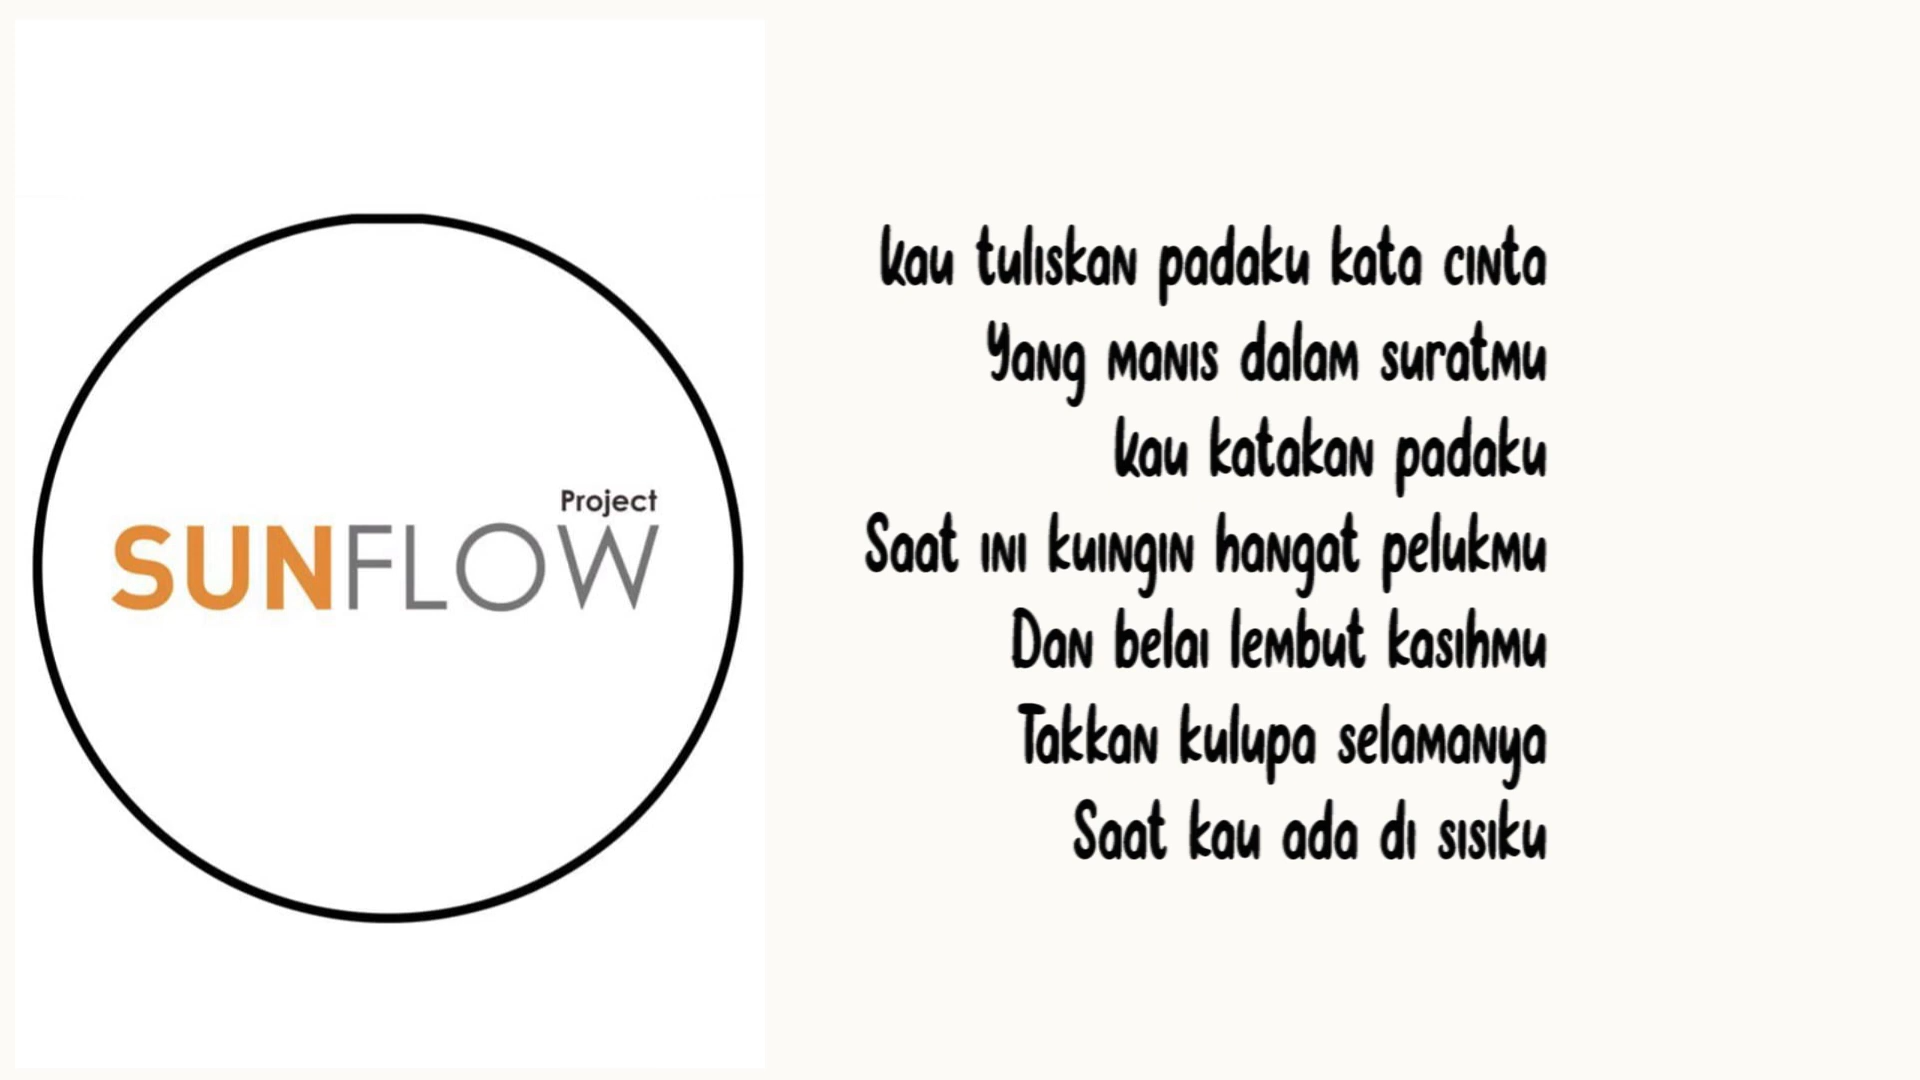 Project
SUNFLOW
Kau tuliskan padaku kata cinta
Yang manis dalam suratmu
Kau katakan padaku
Saat ini kuingin hangat pelukmu
Dan belai lembut kasihmu
Takkan kulupa selamanya
Saat kau ada di sisiku